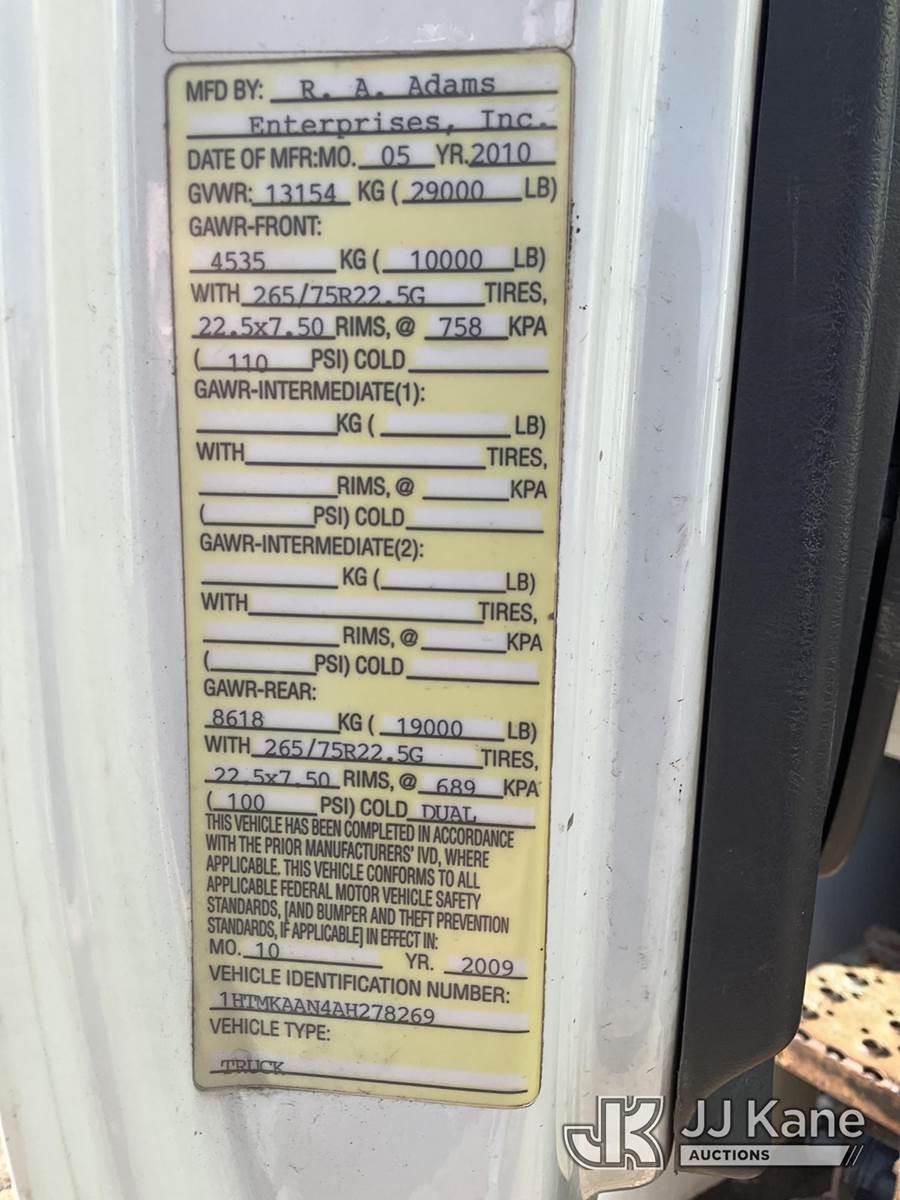 MFD BY: R. A. Adams
Enterprises, Inc.
DATE OF MFR:MO. 05 YR.2010
GVWR: 13154 KG ( 29000 LB)
GAWR-FRONT:
4535 KG ( 10000 LB)
WITH 265/75R22.5G TIRES,
22.5x7.50 RIMS, @ 758 KPA
( 110 PSI) COLD
GAWR-INTERMEDIATE(1):
KG ( LB)
WITH TIRES,
RIMS, @ KPA
( PSI) COLD
GAWR-INTERMEDIATE(2):
KG ( LB)
WITH TIRES,
RIMS, @ KPA
( PSI) COLD
GAWR-REAR:
8618 KG ( 19000 LB)
WITH 265/75R22.5G TIRES,
22.5x7.50 RIMS, @ 689 KPA
( 100 PSI) COLD DUAL
THIS VEHICLE HAS BEEN COMPLETED IN ACCORDANCE
WITH THE PRIOR MANUFACTURERS' IVD, WHERE
APPLICABLE. THIS VEHICLE CONFORMS TO ALL
APPLICABLE FEDERAL MOTOR VEHICLE SAFETY
STANDARDS, [AND BUMPER AND THEFT PREVENTION
STANDARDS, IF APPLICABLE] IN EFFECT IN:
MO. 10 YR. 2009
VEHICLE IDENTIFICATION NUMBER:
1HTMKAAN4AH278269
VEHICLE TYPE:
TRUCK
JK JJ Kane
AUCTIONS